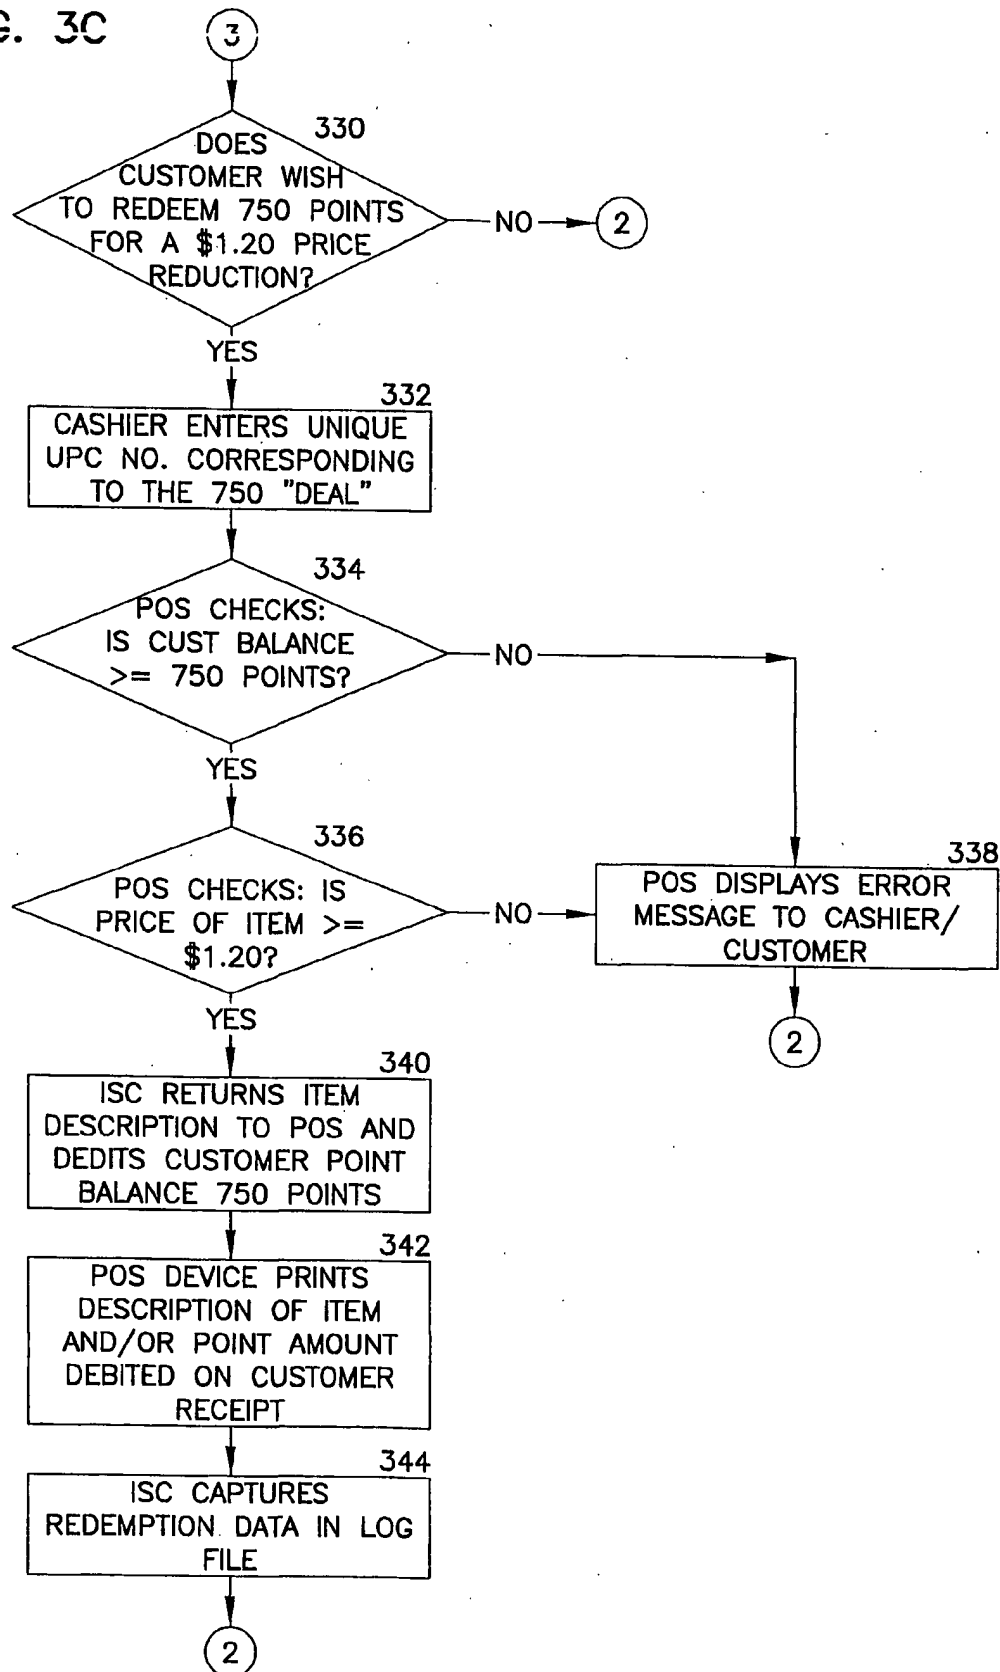 G. 3C
3
330
DOES
CUSTOMER WISH
TO REDEEM 750 POINTS
FOR A $1.20 PRICE
REDUCTION?
NO
2
YES
332
CASHIER ENTERS UNIQUE
UPC NO. CORRESPONDING
TO THE 750 "DEAL"
334
POS CHECKS:
IS CUST BALANCE
>= 750 POINTS?
NO
YES
336
POS CHECKS: IS
PRICE OF ITEM >=
$1.20?
NO
338
POS DISPLAYS ERROR
MESSAGE TO CASHIER/
CUSTOMER
2
YES
340
ISC RETURNS ITEM
DESCRIPTION TO POS AND
DEDITS CUSTOMER POINT
BALANCE 750 POINTS
342
POS DEVICE PRINTS
DESCRIPTION OF ITEM
AND/OR POINT AMOUNT
DEBITED ON CUSTOMER
RECEIPT
344
ISC CAPTURES
REDEMPTION DATA IN LOG
FILE
2